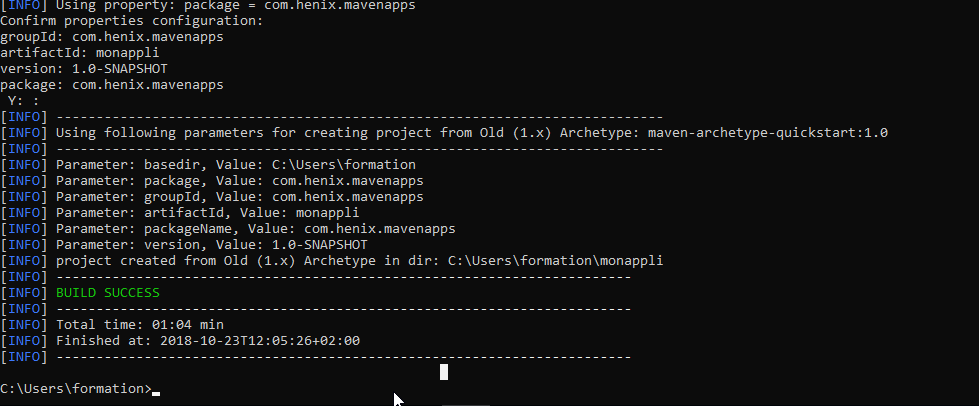 [INFO] Using property: package = com.henix.mavenapps
Confirm properties configuration:
groupId: com.henix.mavenapps
artifactId: monappli
version: 1.0-SNAPSHOT
package: com.henix.mavenapps
 Y: :
[INFO] ----------------------------------------------------------------------------
[INFO] Using following parameters for creating project from Old (1.x) Archetype: maven-archetype-quickstart:1.0
[INFO] ----------------------------------------------------------------------------
[INFO] Parameter: basedir, Value: C:\Users\formation
[INFO] Parameter: package, Value: com.henix.mavenapps
[INFO] Parameter: groupId, Value: com.henix.mavenapps
[INFO] Parameter: artifactId, Value: monappli
[INFO] Parameter: packageName, Value: com.henix.mavenapps
[INFO] Parameter: version, Value: 1.0-SNAPSHOT
[INFO] project created from Old (1.x) Archetype in dir: C:\Users\formation\monappli
[INFO] ------------------------------------------------------------------------
[INFO] BUILD SUCCESS
[INFO] ------------------------------------------------------------------------
[INFO] Total time: 01:04 min
[INFO] Finished at: 2018-10-23T12:05:26+02:00
[INFO] ------------------------------------------------------------------------
C:\Users\formation>